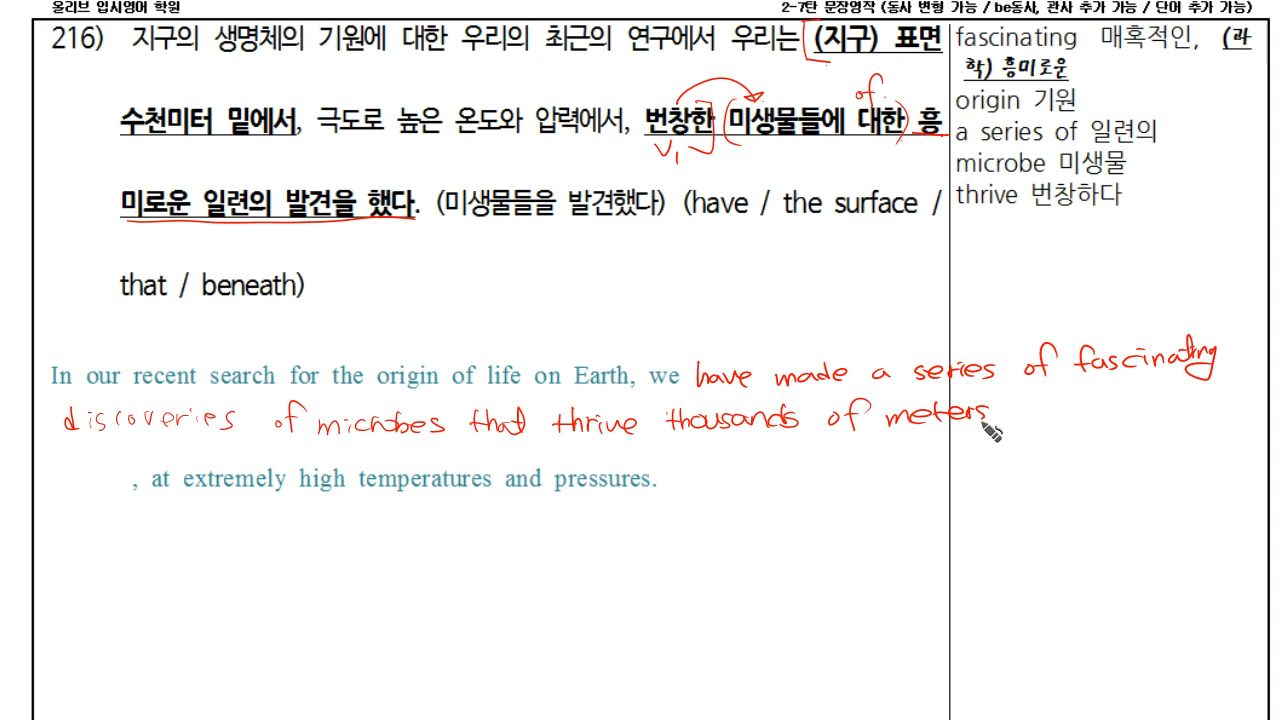 올리브 입시영어 학원
2-7탄 문장영작 (동사 변형 가능 / be동사, 관사 추가 가능 / 단어 추가 가능)
216) 지구의 생명체의 기원에 대한 우리의 최근의 연구에서 우리는 (지구) 표면
of
수천미터 밑에서, 극도로 높은 온도와 압력에서, 번창한 미생물들에 대한 흥
V1
미로운 일련의 발견을 했다. (미생물들을 발견했다) (have / the surface /
that / beneath)
In our recent search for the origin of life on Earth, we have made a series of fascinating
discoveries of microbes that thrive thousands of meters
, at extremely high temperatures and pressures.
fascinating 매혹적인, (과
학) 흥미로운
origin 기원
a series of 일련의
microbe 미생물
thrive 번창하다